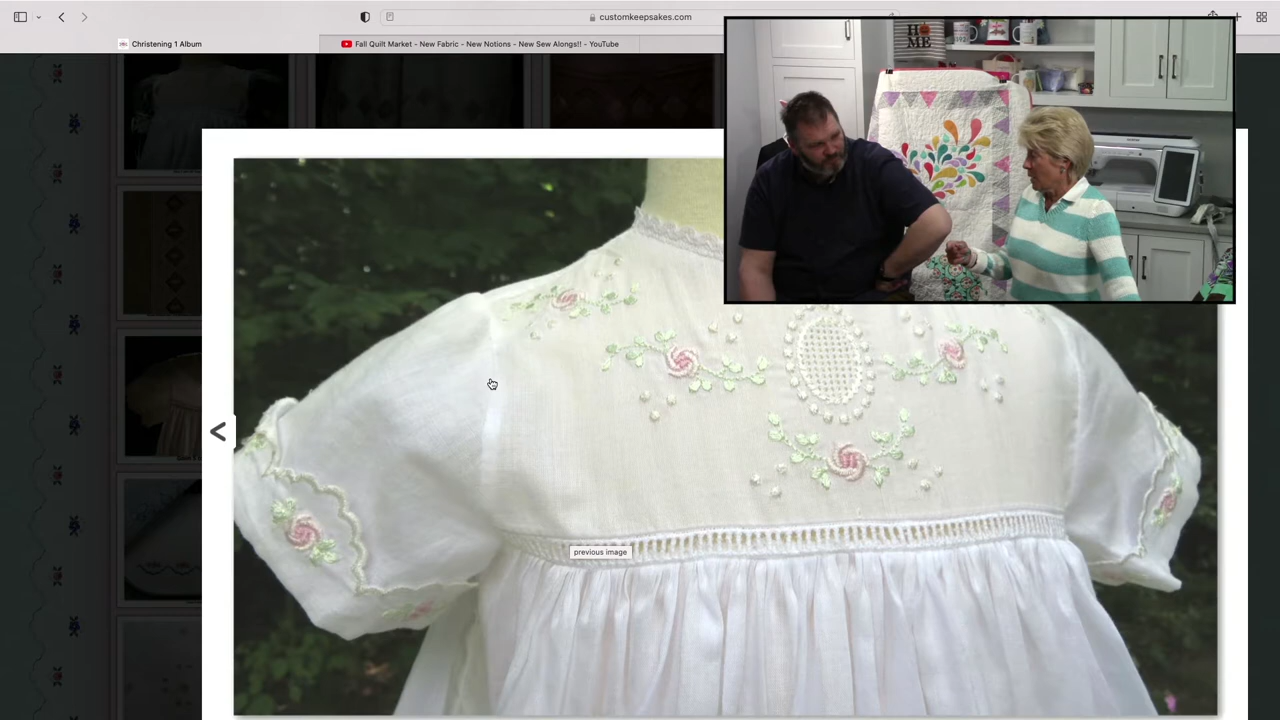 customkeepsakes.com
Christening 1 Album
Fall Quilt Market - New Fabric - New Notions - New Sew Alongs!! - YouTube
HOME
<
previous image